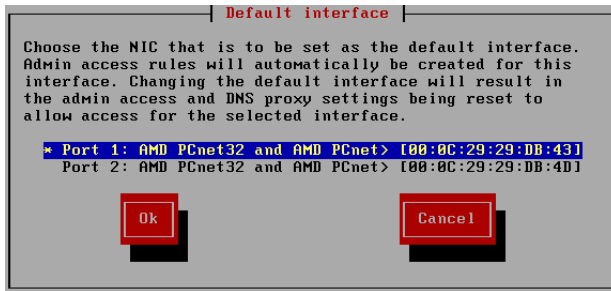 Default interface
Choose the NIC that is to be set as the default interface.
Admin access rules will automatically be created for this
interface. Changing the default interface will result in
the admin access and DNS proxy settings being reset to
allow access for the selected interface.
* Port 1: AMD PCnet32 and AMD PCnet> [00:0C:29:29:DB:43]
Port 2: AMD PCnet32 and AMD PCnet> [00:0C:29:29:DB:4D]
Ok Cancel